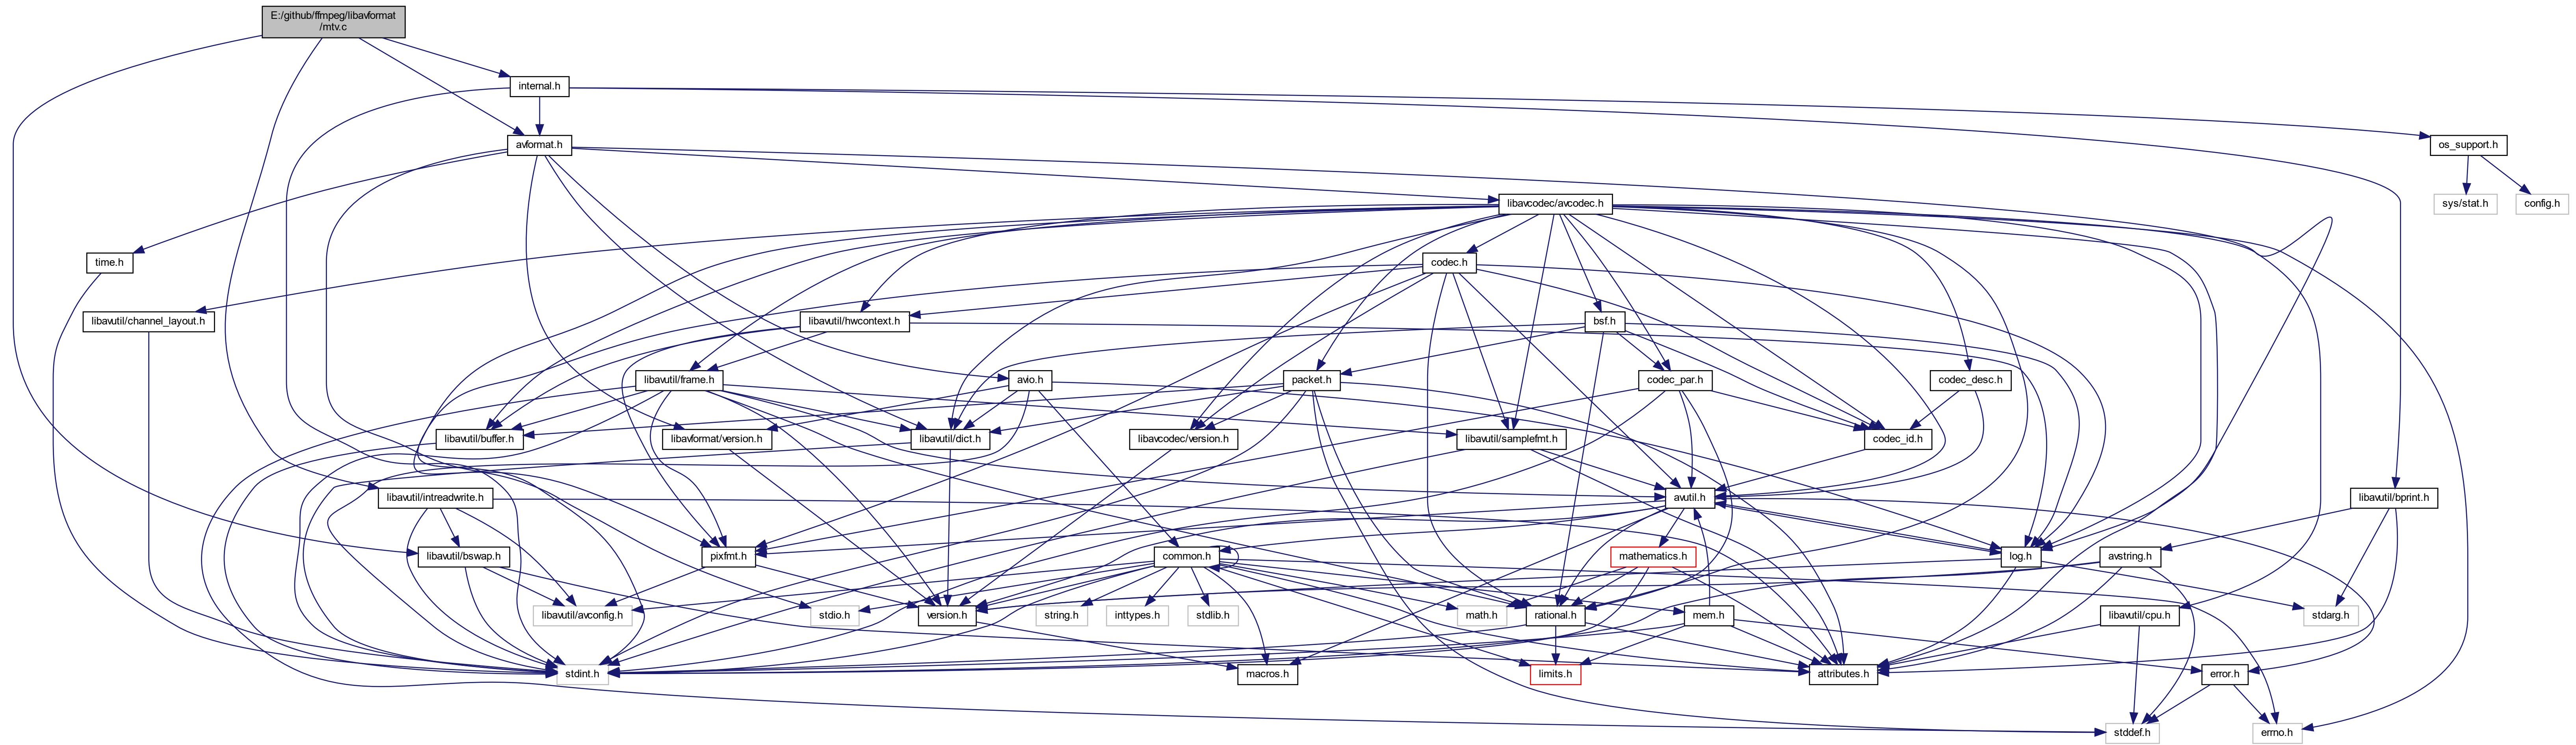 E:/github/ffmpeg/libavformat
/mtv.c
internal.h
avformat.h
os_support.h
libavcodec/avcodec.h
sys/stat.h
config.h
time.h
codec.h
libavutil/channel_layout.h
libavutil/hwcontext.h
bsf.h
libavutil/frame.h
avio.h
packet.h
codec_par.h
codec_desc.h
libavutil/buffer.h
libavformat/version.h
libavutil/dict.h
libavcodec/version.h
libavutil/samplefmt.h
codec_id.h
libavutil/intreadwrite.h
avutil.h
libavutil/bprint.h
libavutil/bswap.h
pixfmt.h
common.h
mathematics.h
log.h
avstring.h
libavutil/avconfig.h
stdio.h
version.h
string.h
inttypes.h
stdlib.h
math.h
rational.h
mem.h
libavutil/cpu.h
stdarg.h
stdint.h
macros.h
limits.h
attributes.h
error.h
stddef.h
errno.h